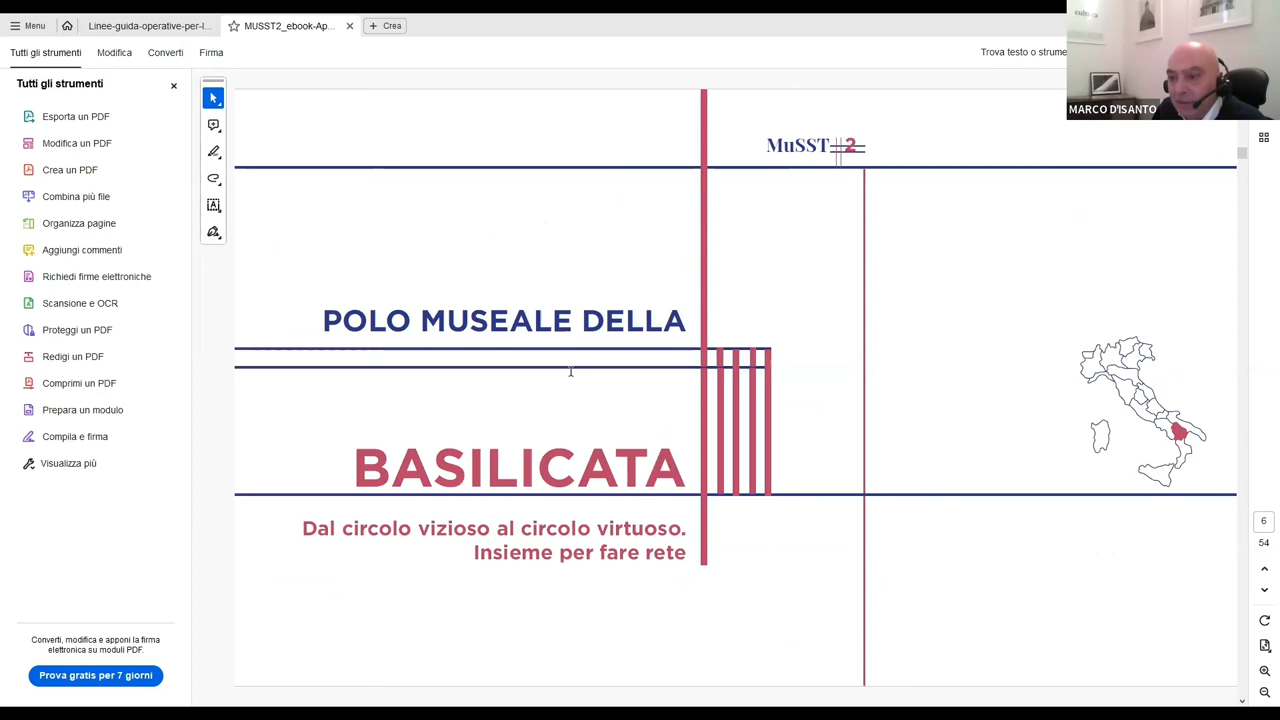 Menu
Linee-guida-operative-per-l...
MUSST2_ebook-Ap...
Crea
Tutti gli strumenti
Modifica
Converti
Firma
Trova testo o strume
MARCO D'ISANTO
Tutti gli strumenti
Esporta un PDF
Modifica un PDF
Crea un PDF
Combina più file
Organizza pagine
Aggiungi commenti
Richiedi firme elettroniche
Scansione e OCR
Proteggi un PDF
Redigi un PDF
Comprimi un PDF
Prepara un modulo
Compila e firma
Visualizza più
Converti, modifica e apponi la firma
elettronica su moduli PDF.
Prova gratis per 7 giorni
MuSST 2
POLO MUSEALE DELLA
BASILICATA
Dal circolo vizioso al circolo virtuoso.
Insieme per fare rete
6
54